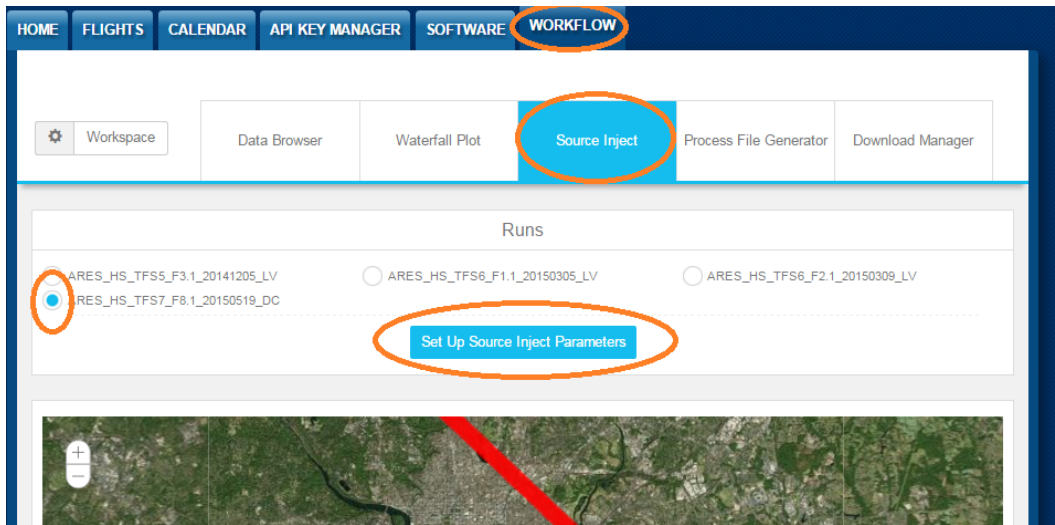 HOME FLIGHTS CALENDAR API KEY MANAGER SOFTWARE WORKFLOW
Workspace Data Browser Waterfall Plot Source Inject Process File Generator Download Manager
Runs
ARES_HS_TFS5_F3.1_20141205_LV ARES_HS_TFS6_F1.1_20150305_LV ARES_HS_TFS6_F2.1_20150309_LV
ARES_HS_TFS7_F8.1_20150519_DC
Set Up Source Inject Parameters
+
−